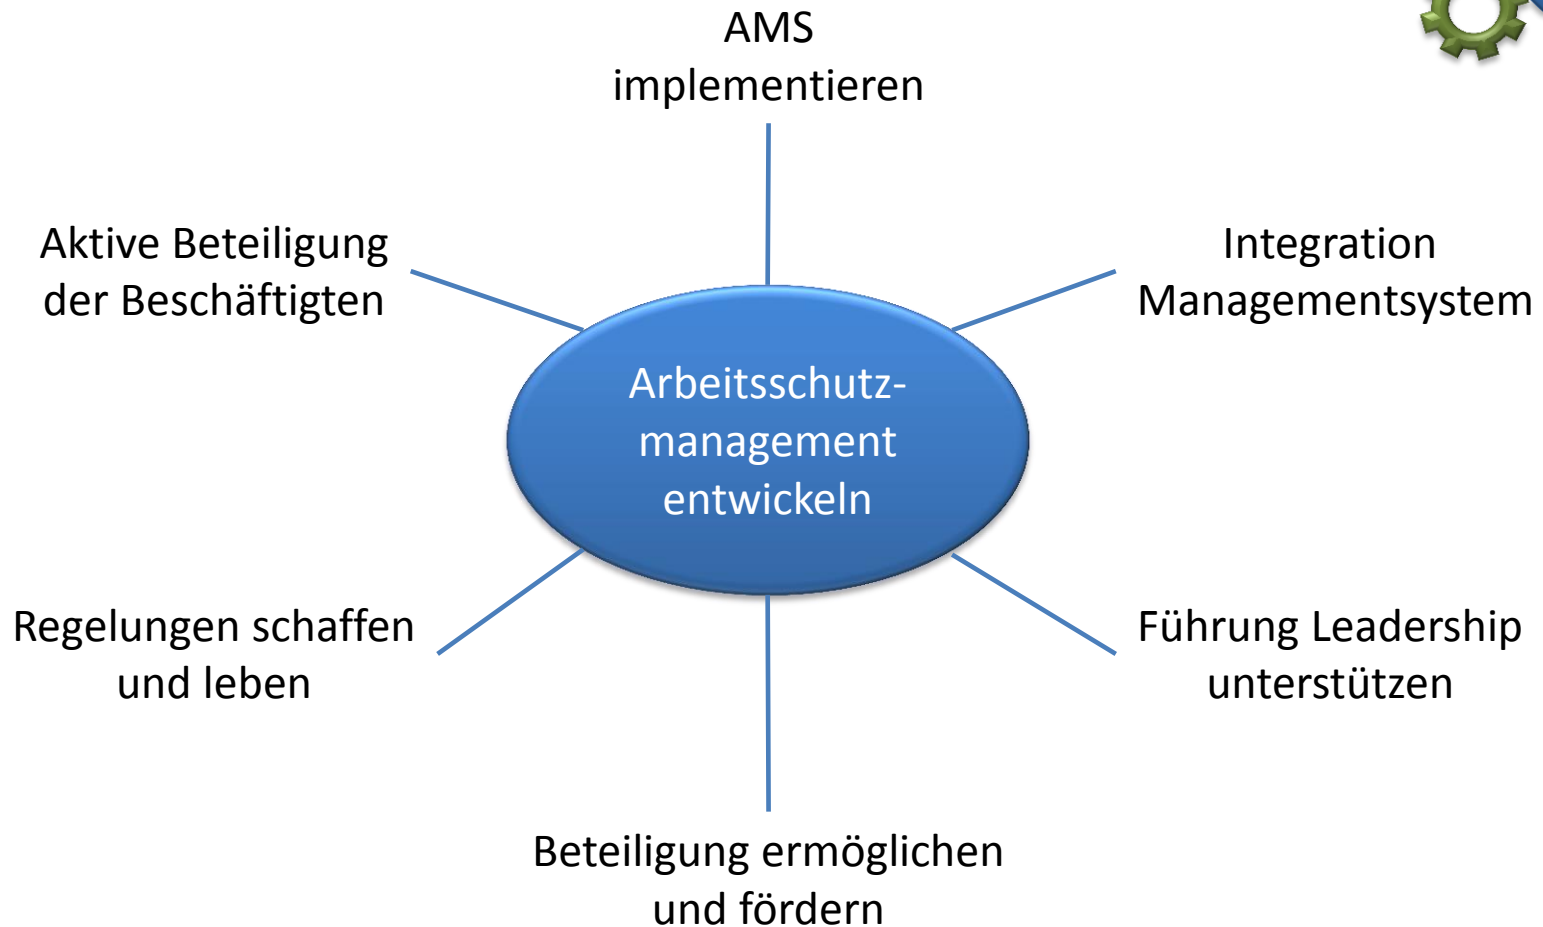 AMS
implementieren
Aktive Beteiligung
der Beschäftigten
Integration
Managementsystem
Arbeitsschutz-
management
entwickeln
Regelungen schaffen
und leben
Führung Leadership
unterstützen
Beteiligung ermöglichen
und fördern